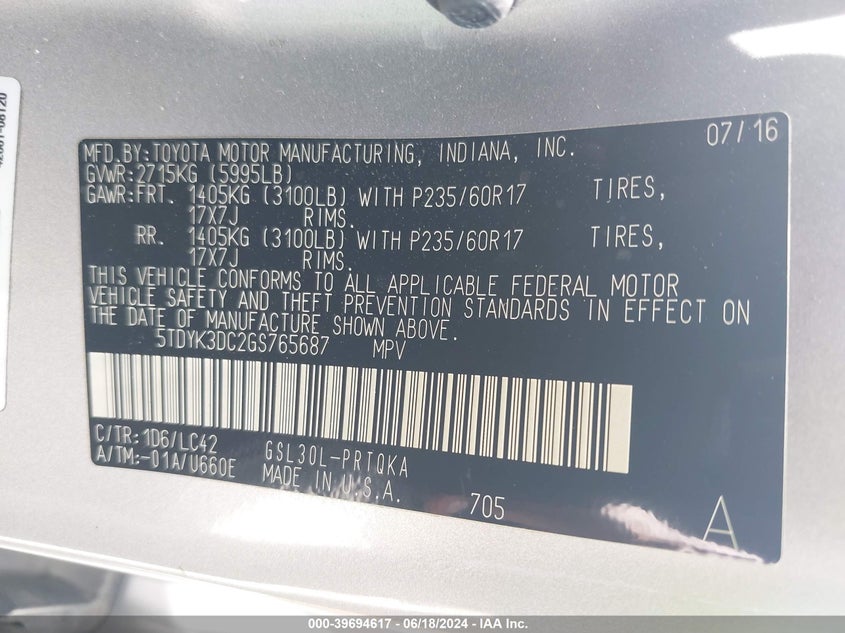 07/16
MFD.BY:TOYOTA MOTOR MANUFACTURING, INDIANA, INC.
GVWR:2715KG (5995LB)
GAWR:FRT. 1405KG (3100LB) WITH P235/60R17 TIRES,
17X7J RIMS.
RR. 1405KG (3100LB) WITH P235/60R17 TIRES,
17X7J RIMS.
THIS VEHICLE CONFORMS TO ALL APPLICABLE FEDERAL MOTOR
VEHICLE SAFETY AND THEFT PREVENTION STANDARDS IN EFFECT ON
THE DATE OF MANUFACTURE SHOWN ABOVE.
5TDYK3DC2GS765687 MPV
C/TR:1D6/LC42 GSL30L-PRTQKA
A/TM:-01A/U660E MADE IN U.S.A.
705
A
000-39694617 - 06/18/2024 - IAA Inc.